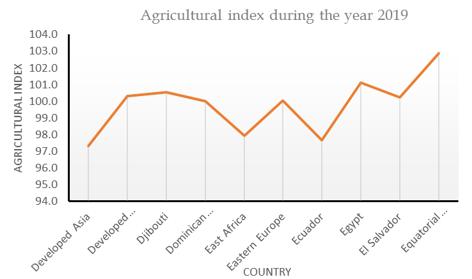 Agricultural index during the year 2019
104.0
103.0
102.0
101.0
100.0
99.0
98.0
97.0
96.0
95.0
94.0
AGRICULTURAL INDEX
Developed Asia
Developed...
Djibouti
Dominican...
East Africa
Eastern Europe
Ecuador
Egypt
El Salvador
Equatorial...
COUNTRY